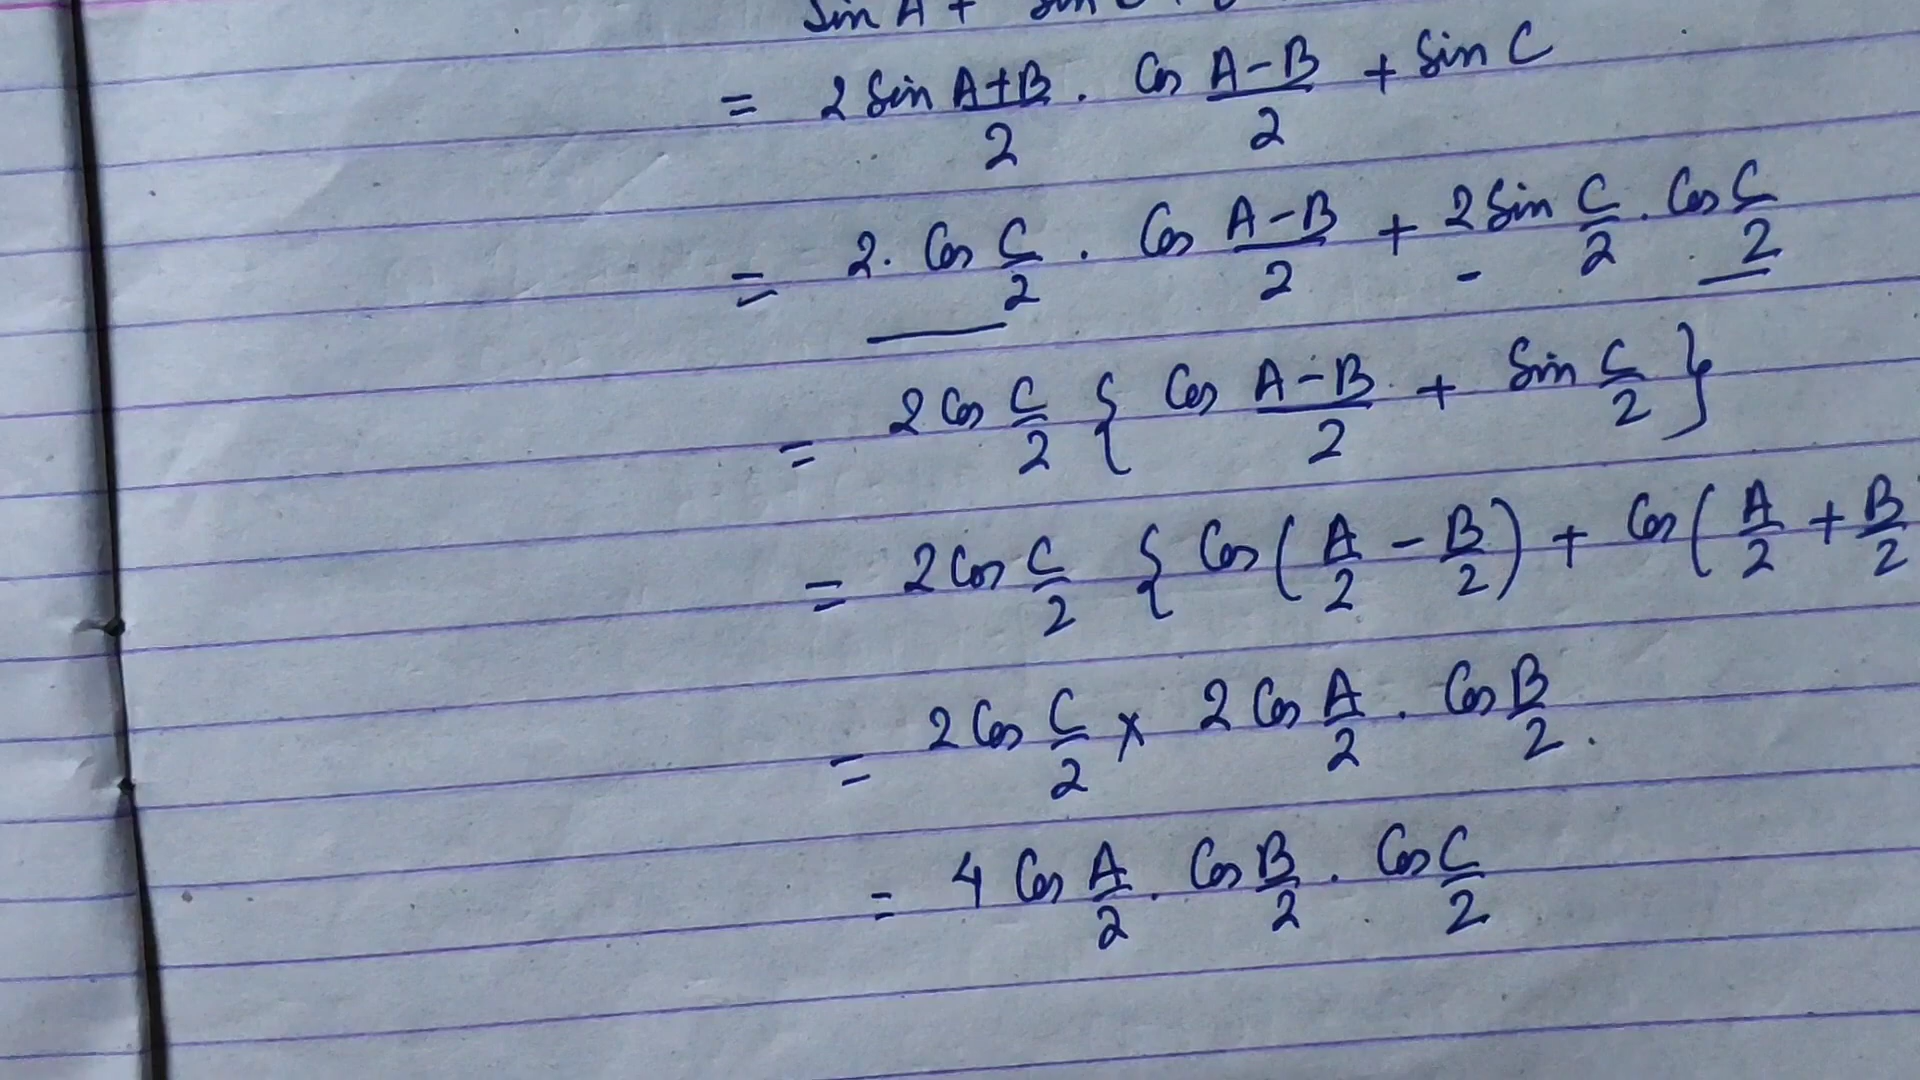 Sin A +
= 2 Sin A+B/2 . Cos A-B/2 + Sin C
= 2 . Cos C/2 . Cos A-B/2 + 2 Sin C/2 . Cos C/2
= 2 Cos C/2 { Cos A-B/2 + Sin C/2 }
= 2 Cos C/2 { Cos ( A/2 - B/2 ) + Cos ( A/2 + B/2
= 2 Cos C/2 x 2 Cos A/2 . Cos B/2 .
= 4 Cos A/2 . Cos B/2 . Cos C/2